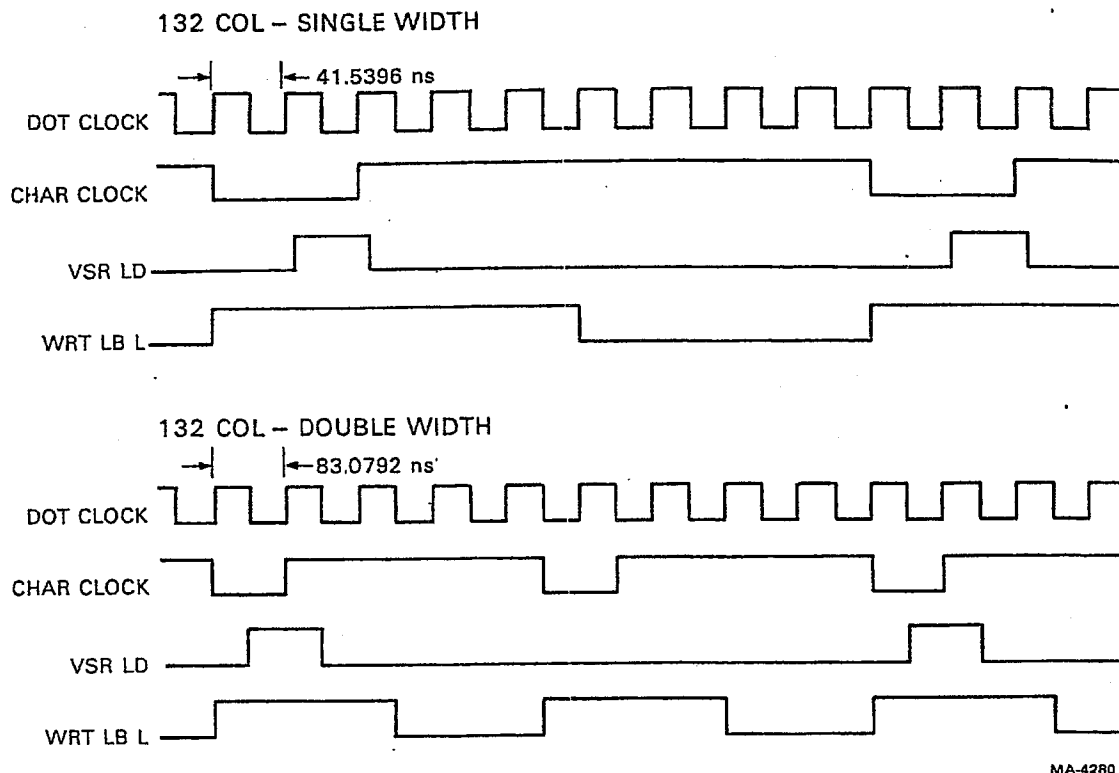 132 COL – SINGLE WIDTH
41.5396 ns
DOT CLOCK
CHAR CLOCK
VSR LD
WRT LB L
132 COL – DOUBLE WIDTH
83.0792 ns
DOT CLOCK
CHAR CLOCK
VSR LD
WRT LB L
MA-4280